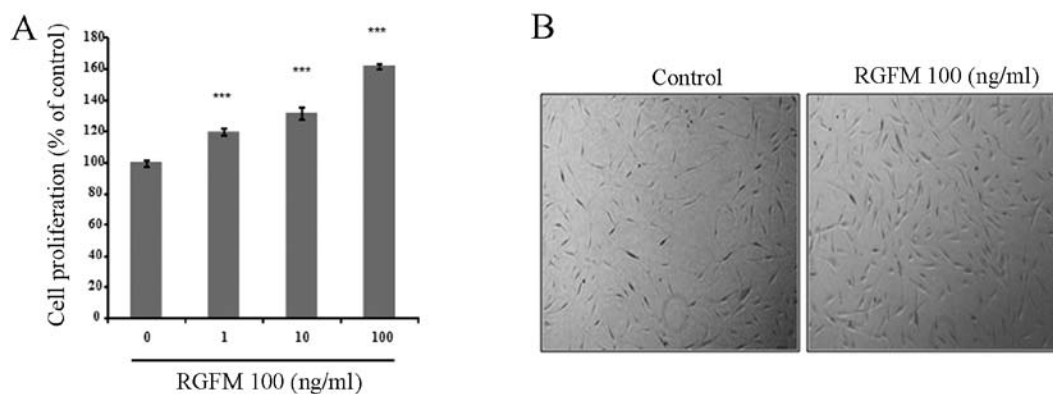 A
Cell proliferation (% of control)
180
160
140
120
100
80
60
40
20
0
***
***
***
0 1 10 100
RGFM 100 (ng/ml)
B
Control
RGFM 100 (ng/ml)